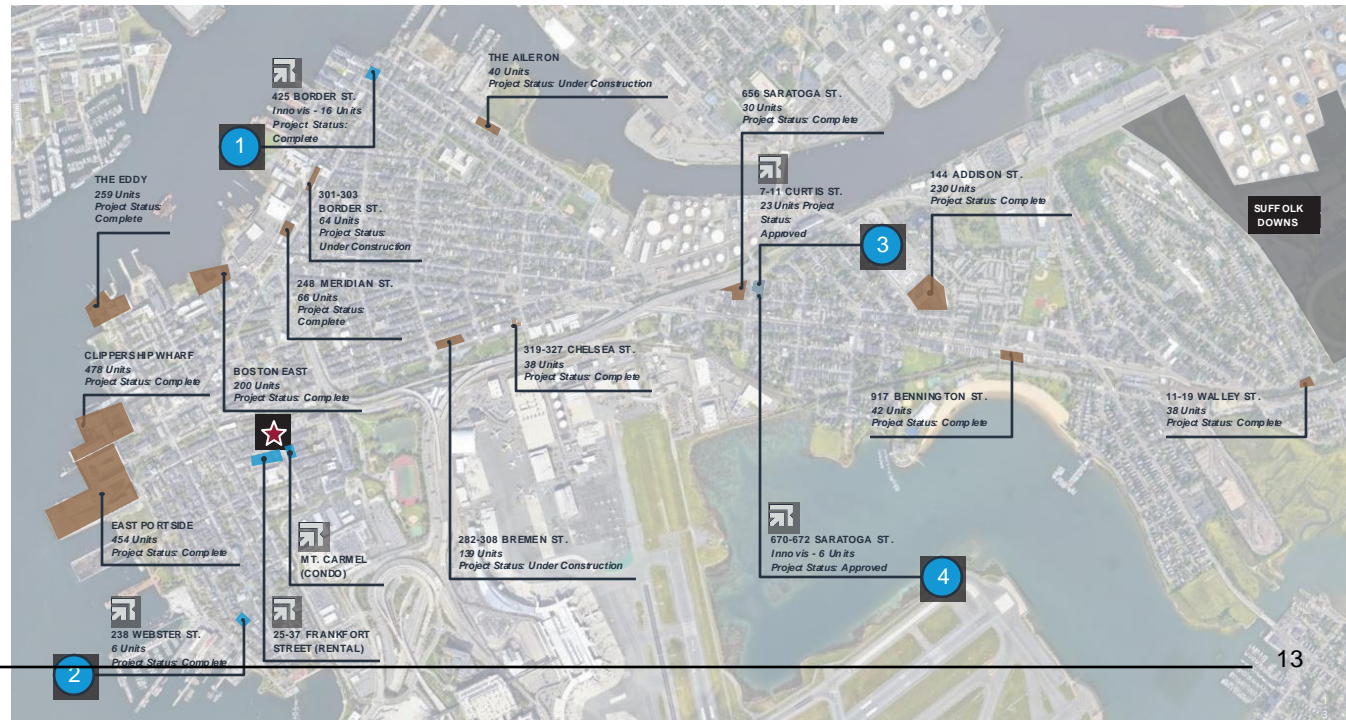 THE AILERON
40 Units
Project Status: Under Construction
425 BORDER ST.
Innovis - 16 Units
Project Status:
Complete
1
656 SARATOGA ST.
30 Units
Project Status: Complete
THE EDDY
259 Units
Project Status:
Complete
301-303
BORDER ST.
64 Units
Project Status:
Under Construction
7-11 CURTIS ST.
23 Units Project
Status:
Approved
3
144 ADDISON ST.
230 Units
Project Status: Complete
SUFFOLK
DOWNS
248 MERIDIAN ST.
66 Units
Project Status:
Complete
CLIPPERSHIP WHARF
478 Units
Project Status: Complete
BOSTON EAST
200 Units
Project Status: Complete
319-327 CHELSEA ST.
38 Units
Project Status: Complete
917 BENNINGTON ST.
42 Units
Project Status: Complete
11-19 WALLEY ST.
38 Units
Project Status: Complete
EAST PORTSIDE
454 Units
Project Status: Complete
MT. CARMEL
(CONDO)
282-308 BREMEN ST.
139 Units
Project Status: Under Construction
670-672 SARATOGA ST.
Innovis - 6 Units
Project Status: Approved
4
238 WEBSTER ST.
6 Units
Project Status: Complete
2
25-37 FRANKFORT
STREET (RENTAL)
13